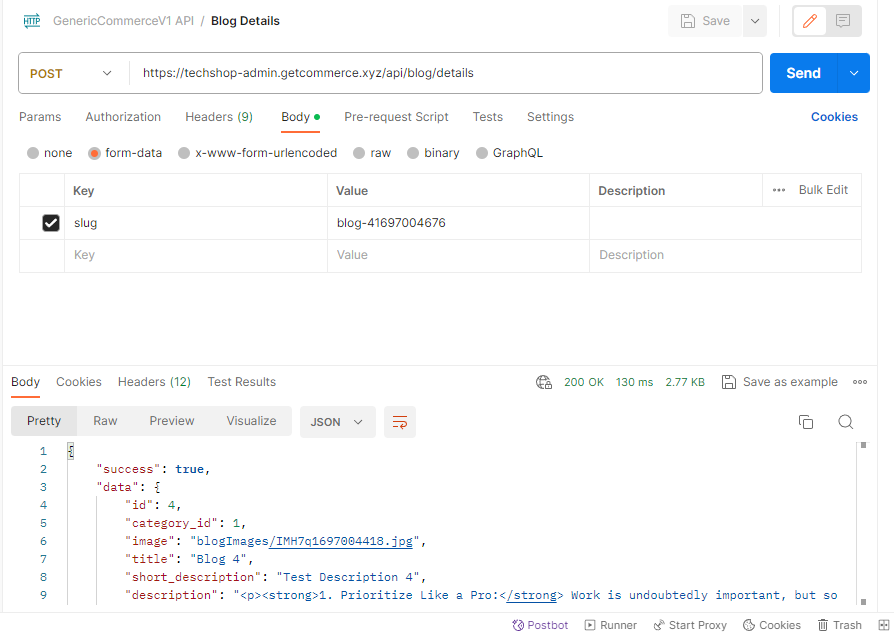 HTTP GenericCommerceV1 API / Blog Details Save
POST https://techshop-admin.getcommerce.xyz/api/blog/details Send
Params Authorization Headers (9) Body Pre-request Script Tests Settings Cookies
none form-data x-www-form-urlencoded raw binary GraphQL
Key Value Description ••• Bulk Edit
slug blog-41697004676
Key Value Description
Body Cookies Headers (12) Test Results 200 OK 130 ms 2.77 KB Save as example
Pretty Raw Preview Visualize JSON
1 {
2 "success": true,
3 "data": {
4 "id": 4,
5 "category_id": 1,
6 "image": "blogImages/IMH7q1697004418.jpg",
7 "title": "Blog 4",
8 "short_description": "Test Description 4",
9 "description": "<p><strong>1. Prioritize Like a Pro:</strong> Work is undoubtedly important, but so
Postbot Runner Start Proxy Cookies Trash